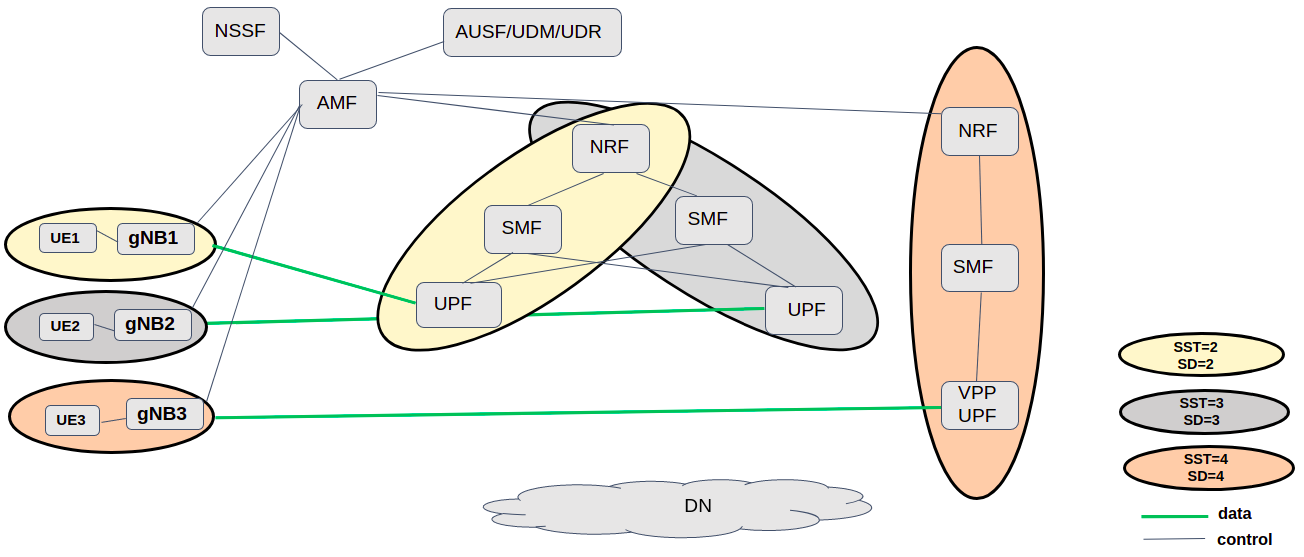 NSSF
AUSF/UDM/UDR
AMF
NRF
NRF
SMF
SMF
UE1
gNB1
SMF
UPF
UPF
UE2
gNB2
UE3
gNB3
VPP
UPF
DN
SST=2
SD=2
SST=3
SD=3
SST=4
SD=4
data
control